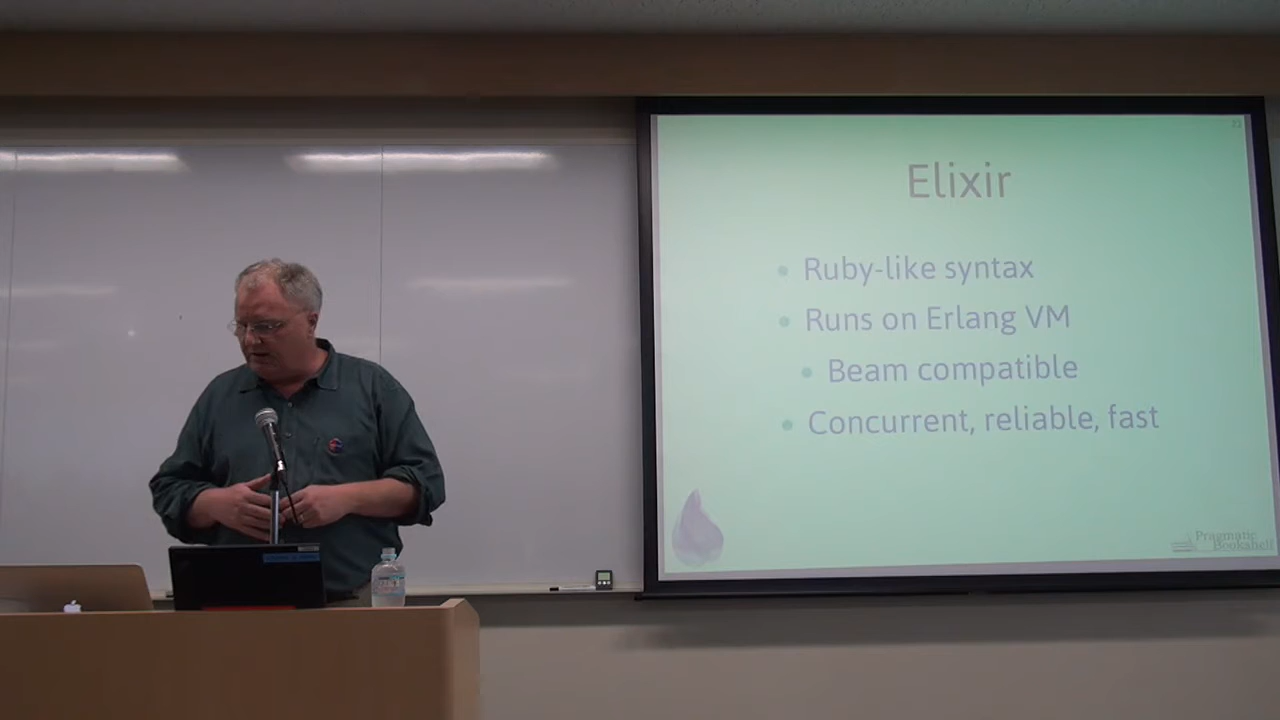 Elixir
Ruby-like syntax
Runs on Erlang VM
Beam compatible
Concurrent, reliable, fast
Pragmatic
Bookshelf